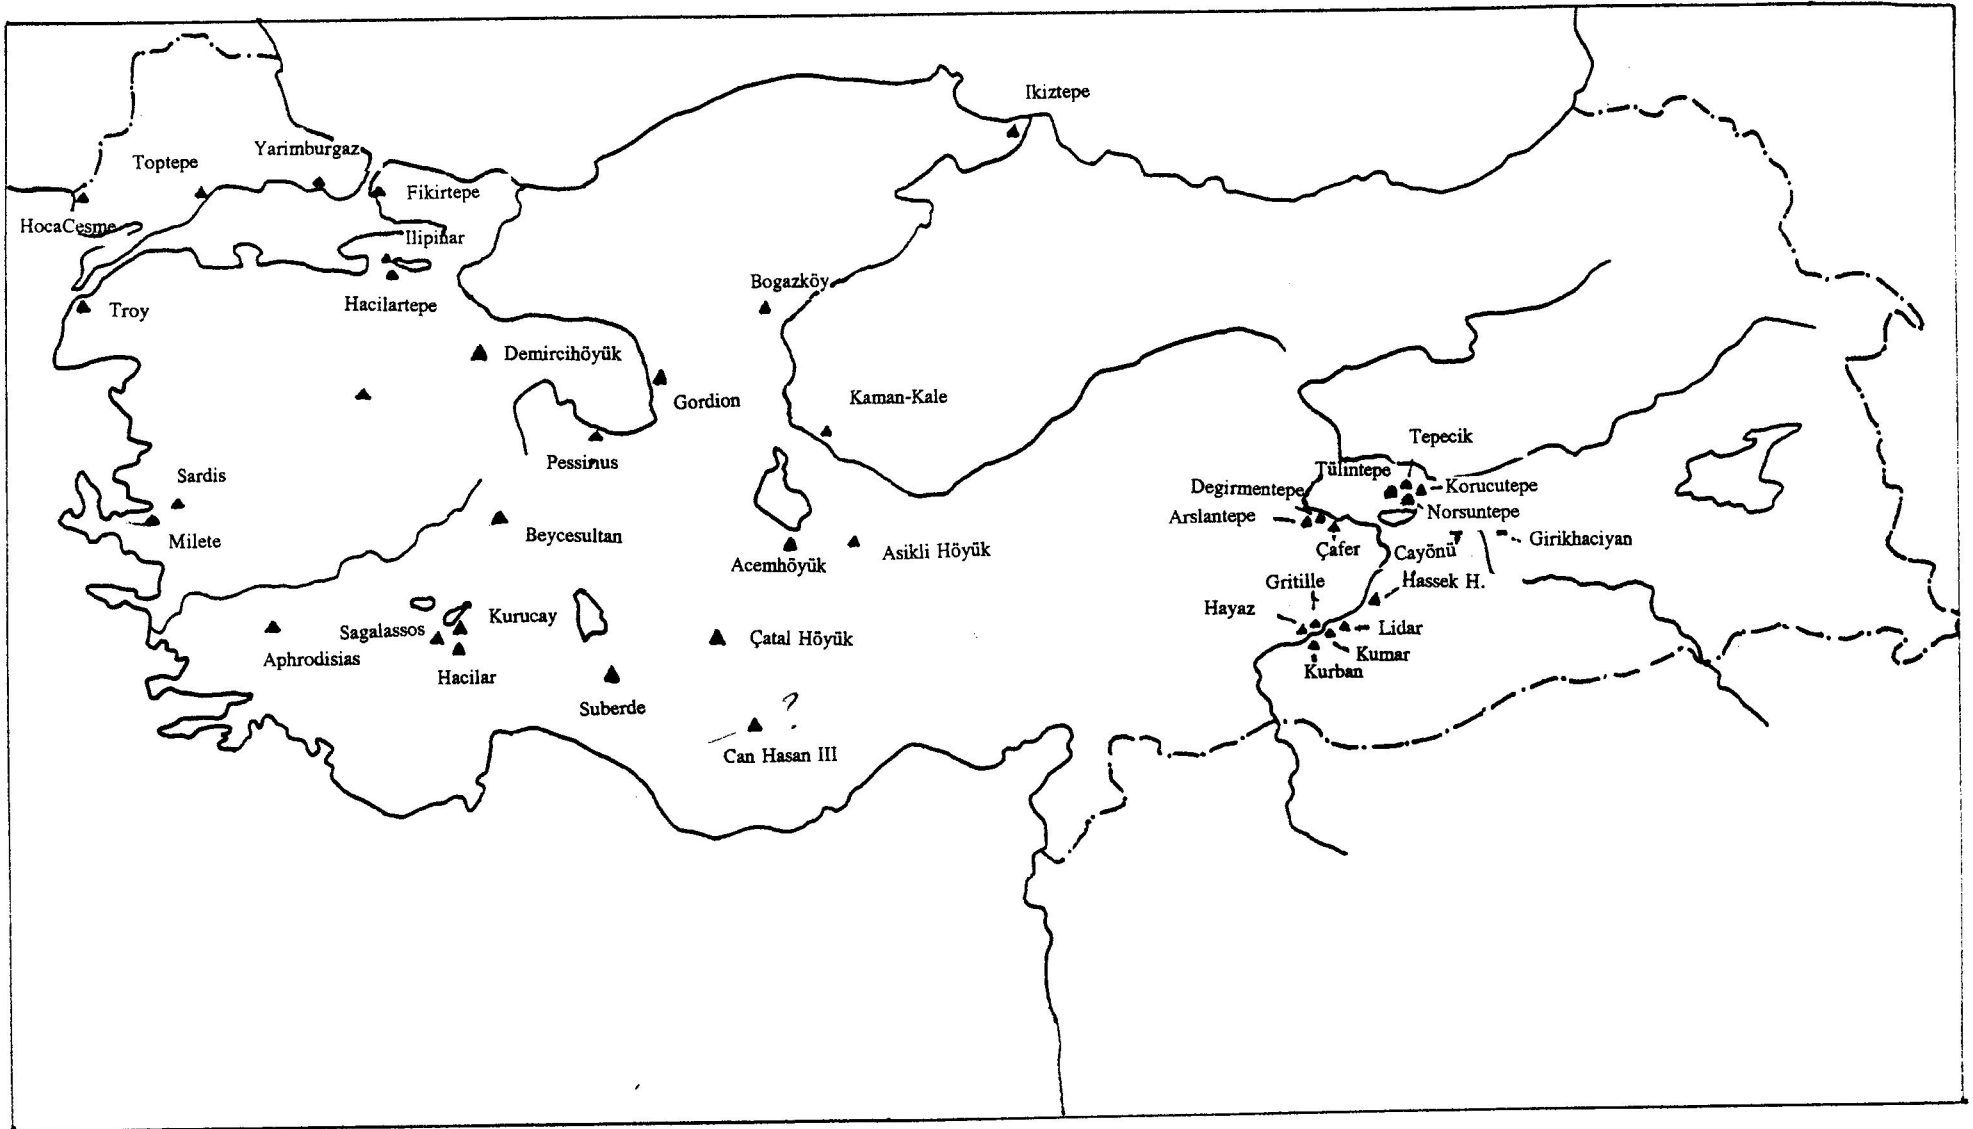 Ikiztepe
Yarimburgaz
Toptepe
Fikirtepe
HocaCesme
Ilipinar
Bogazköy
Hacilartepe
Troy
Demircihöyük
Kaman-Kale
Gordion
Tepecik
Pessinus
Tülintepe
Sardis
Degirmentepe
Korucutepe
Arslantepe
Norsuntepe
Milete
Beycesultan
Girikhaciyan
Asikli Höyük
Çafer
Cayönü
Acemhöyük
Gritille
Hassek H.
Hayaz
Kurucay
Sagalassos
Lidar
Çatal Höyük
Aphrodisias
Kumar
Kurban
Hacilar
Suberde
?
Can Hasan III